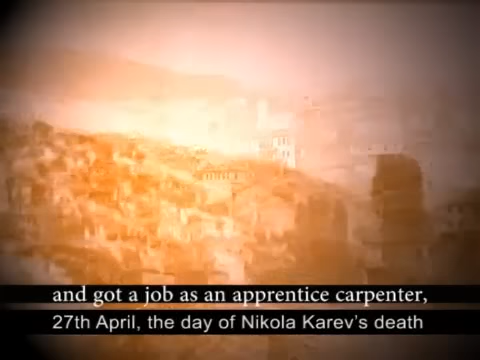 and got a job as an apprentice carpenter,
27th April, the day of Nikola Karev's death